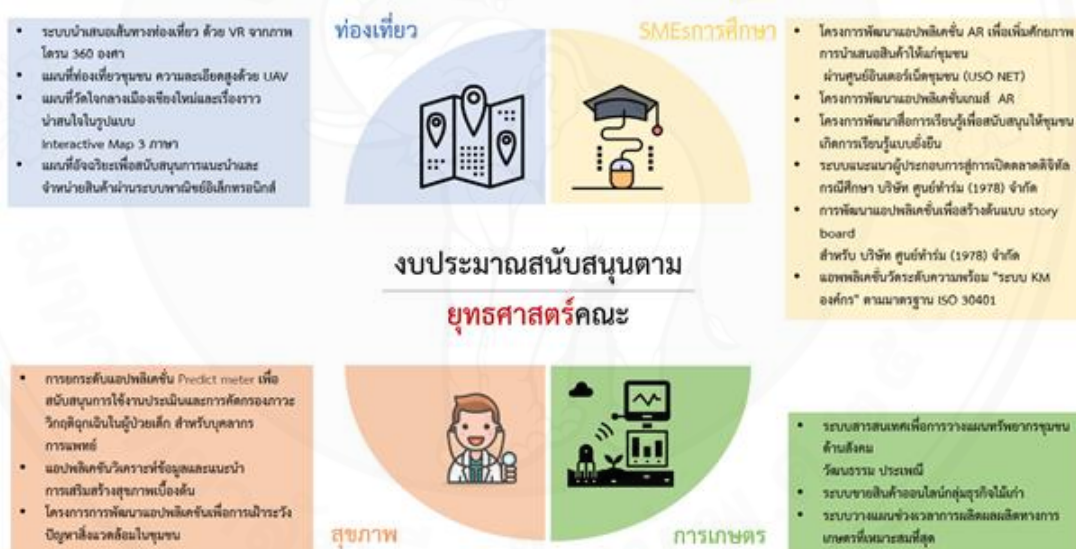 ท่องเที่ยว
• ระบบนำเสนอเส้นทางท่องเที่ยว ด้วย VR จากภาพ
โดรน 360 องศา
• แผนที่ท่องเที่ยวชุมชน ความละเอียดสูงด้วย UAV
• แผนที่วัดใจกลางเมืองเชียงใหม่และเรื่องราว
น่าสนใจในรูปแบบ
Interactive Map 3 ภาษา
• แผนที่อัจฉริยะเพื่อสนับสนุนการแนะนำและ
จำหน่ายสินค้าผ่านระบบพาณิชย์อิเล็กทรอนิกส์
SMEsการศึกษา
• โครงการพัฒนาแอปพลิเคชั่น AR เพื่อเพิ่มศักยภาพ
การนำเสนอสินค้าให้แก่ชุมชน
ผ่านศูนย์อินเตอร์เน็ตชุมชน (USO NET)
• โครงการพัฒนาแอปพลิเคชั่นเกมส์ AR
• โครงการพัฒนาสื่อการเรียนรู้เพื่อสนับสนุนให้ชุมชน
เกิดการเรียนรู้แบบยั่งยืน
• ระบบแนะแนวผู้ประกอบการสู่การเปิดตลาดดิจิทัล
กรณีศึกษา บริษัท ศูนย์ทำร่ม (1978) จำกัด
• การพัฒนาแอปพลิเคชั่นเพื่อสร้างต้นแบบ story
board
สำหรับ บริษัท ศูนย์ทำร่ม (1978) จำกัด
• แอพพลิเคชั่นวัดระดับความพร้อม "ระบบ KM
องค์กร" ตามมาตรฐาน ISO 30401
งบประมาณสนับสนุนตาม
ยุทธศาสตร์คณะ
• การยกระดับแอปพลิเคชั่น Predict meter เพื่อ
สนับสนุนการใช้งานประเมินและการคัดกรองภาวะ
วิกฤติฉุกเฉินในผู้ป่วยเด็ก สำหรับบุคลากร
การแพทย์
• แอปพลิเคชันวิเคราะห์ข้อมูลและแนะนำ
การเสริมสร้างสุขภาพเบื้องต้น
• โครงการการพัฒนาแอปพลิเคชั่นเพื่อการเฝ้าระวัง
ปัญหาสิ่งแวดล้อมในชุมชน
สุขภาพ
การเกษตร
• ระบบสารสนเทศเพื่อการวางแผนทรัพยากรชุมชน
ด้านสังคม
วัฒนธรรม ประเพณี
• ระบบขายสินค้าออนไลน์กลุ่มธุรกิจไม้เก่า
• ระบบวางแผนช่วงเวลาการผลิตผลผลิตทางการ
เกษตรที่เหมาะสมที่สุด